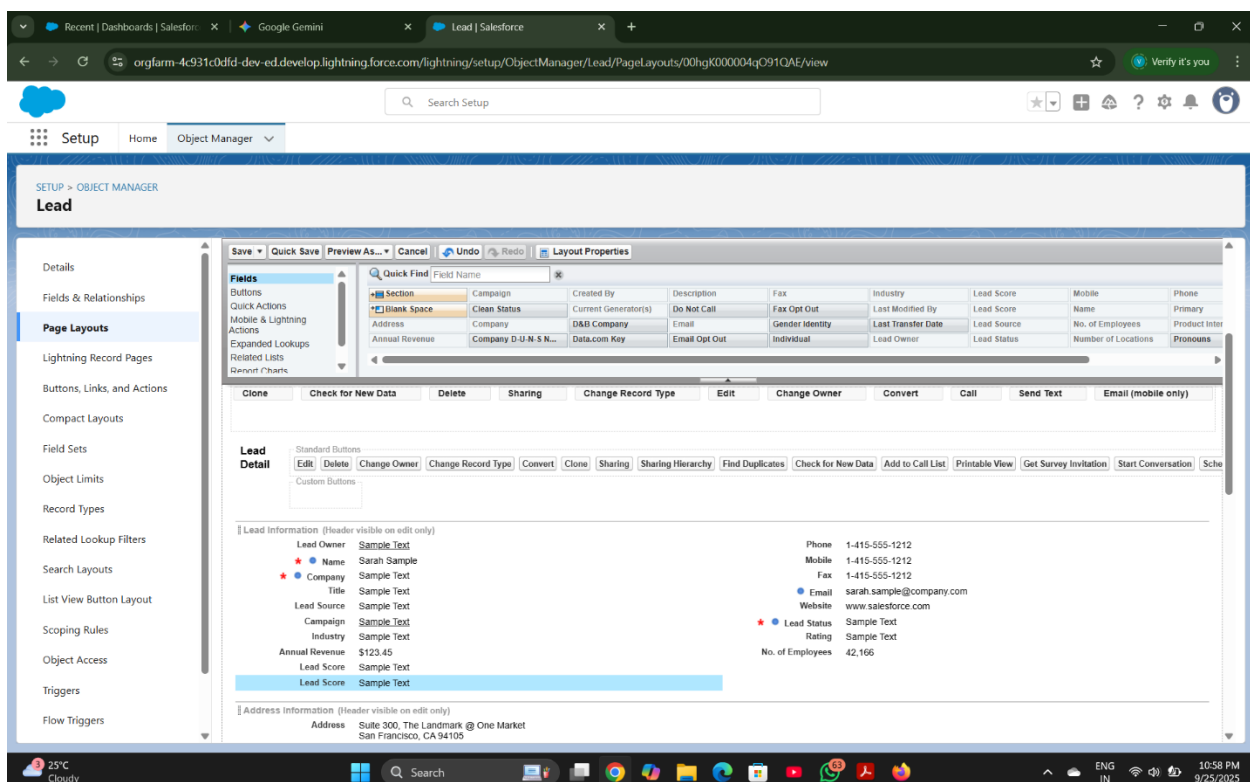 Recent | Dashboards | Salesforc
Google Gemini
Lead | Salesforce
orgfarm-4c931c0dfd-dev-ed.develop.lightning.force.com/lightning/setup/ObjectManager/Lead/PageLayouts/00hgK000004qO91QAE/view
Verify it's you
Search Setup
Setup Home Object Manager
SETUP > OBJECT MANAGER
Lead
Details
Fields & Relationships
Page Layouts
Lightning Record Pages
Buttons, Links, and Actions
Compact Layouts
Field Sets
Object Limits
Record Types
Related Lookup Filters
Search Layouts
List View Button Layout
Scoping Rules
Object Access
Triggers
Flow Triggers
Save Quick Save Preview As... Cancel Undo Redo Layout Properties
Fields
Buttons
Quick Actions
Mobile & Lightning
Actions
Expanded Lookups
Related Lists
Report Charts
Quick Find Field Name
Section Campaign Created By Description Fax Industry Lead Score Mobile Phone
Blank Space Clean Status Current Generator(s) Do Not Call Fax Opt Out Last Modified By Lead Score Name Primary
Address Company D&B Company Email Gender Identity Last Transfer Date Lead Source No. of Employees Product Inter
Annual Revenue Company D-U-N-S N... Data.com Key Email Opt Out Individual Lead Owner Lead Status Number of Locations Pronouns
Clone Check for New Data Delete Sharing Change Record Type Edit Change Owner Convert Call Send Text Email (mobile only)
Lead Detail
Standard Buttons
Edit Delete Change Owner Change Record Type Convert Clone Sharing Sharing Hierarchy Find Duplicates Check for New Data Add to Call List Printable View Get Survey Invitation Start Conversation Sche
Custom Buttons
Lead Information (Header visible on edit only)
Lead Owner Sample Text
* Name Sarah Sample
* Company Sample Text
Title Sample Text
Lead Source Sample Text
Campaign Sample Text
Industry Sample Text
Annual Revenue $123.45
Lead Score Sample Text
Lead Score Sample Text
Phone 1-415-555-1212
Mobile 1-415-555-1212
Fax 1-415-555-1212
Email sarah.sample@company.com
Website www.salesforce.com
* Lead Status Sample Text
Rating Sample Text
No. of Employees 42,166
Address Information (Header visible on edit only)
Address Suite 300, The Landmark @ One Market
San Francisco, CA 94105
3
25°C
Cloudy
Search
63
ENG
IN
10:58 PM
9/25/2025